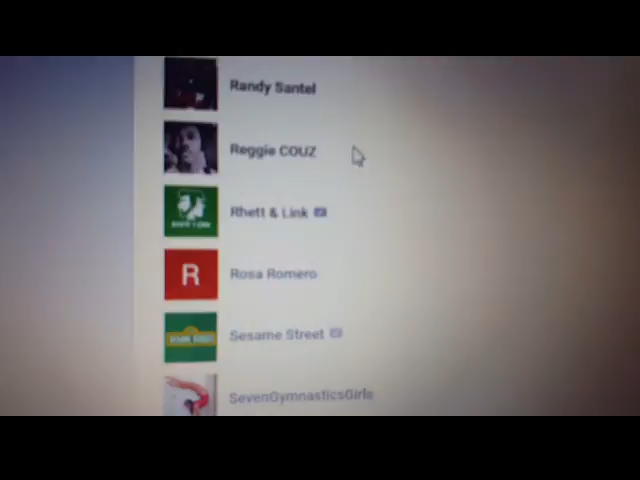 Randy Santel
Reggie COUZ
Rhett & Link
R
Rosa Romero
Sesame Street
SevenGymnasticsGirls